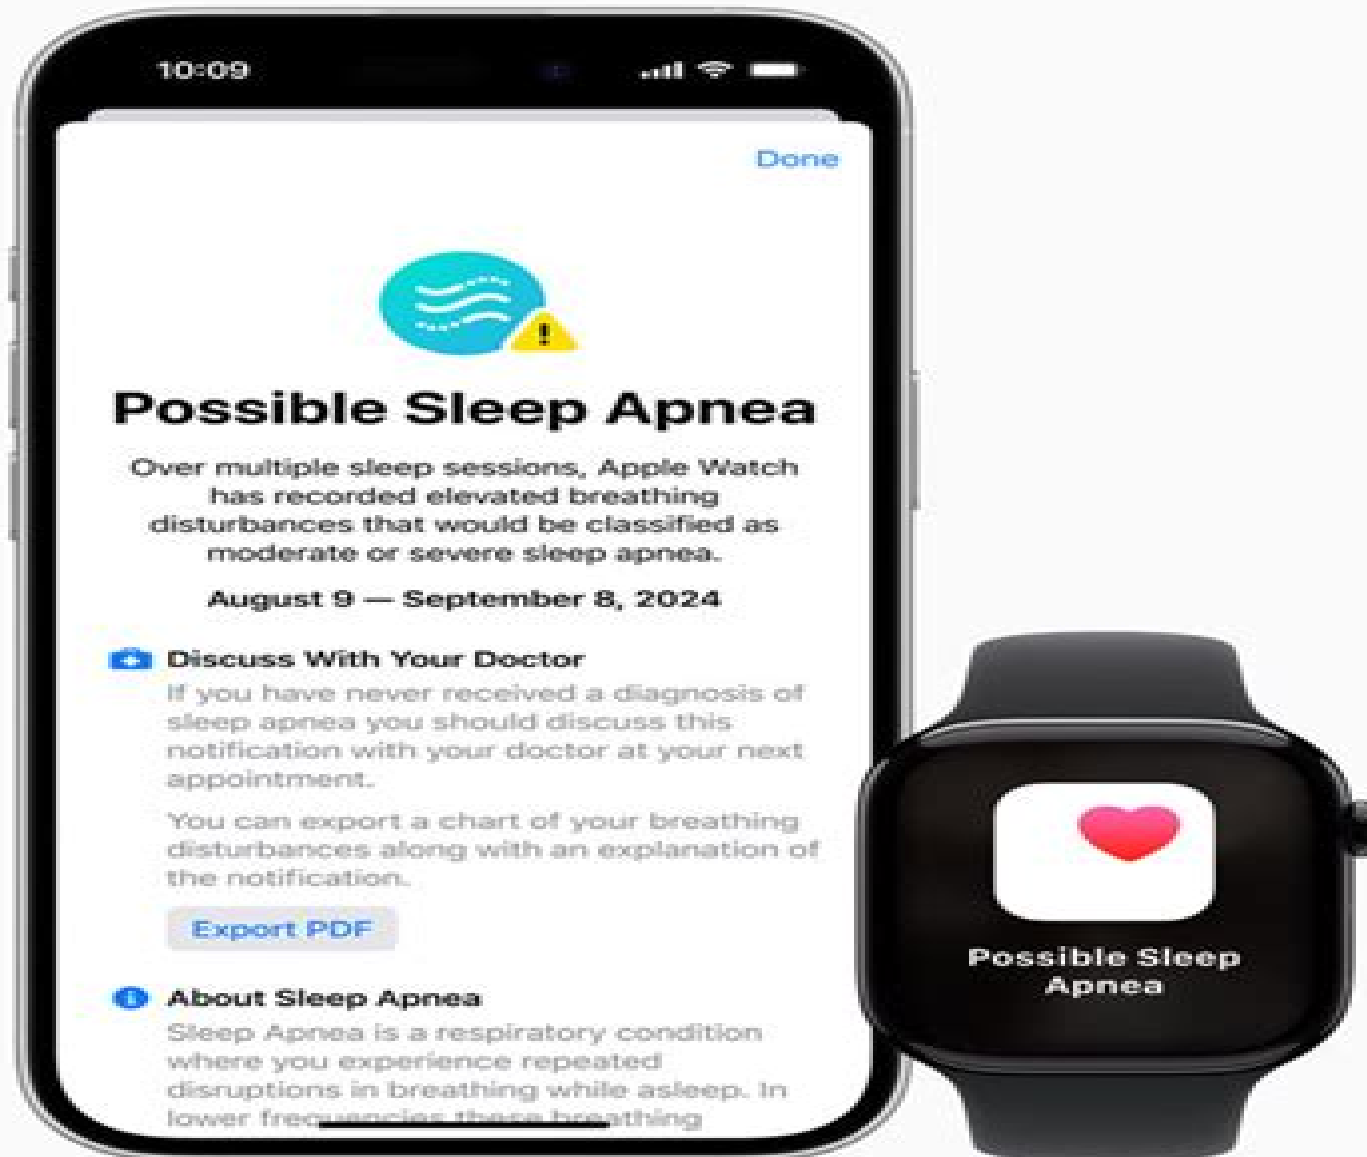 10:09
Done
Possible Sleep Apnea
Over multiple sleep sessions, Apple Watch
has recorded elevated breathing
disturbances that would be classified as
moderate or severe sleep apnea.
August 9 — September 8, 2024
Discuss With Your Doctor
If you have never received a diagnosis of
sleep apnea you should discuss this
notification with your doctor at your next
appointment.
You can export a chart of your breathing
disturbances along with an explanation of
the notification.
Export PDF
About Sleep Apnea
Sleep Apnea is a respiratory condition
where you experience repeated
disruptions in breathing while asleep. In
lower frequencies these breathing
Possible Sleep
Apnea